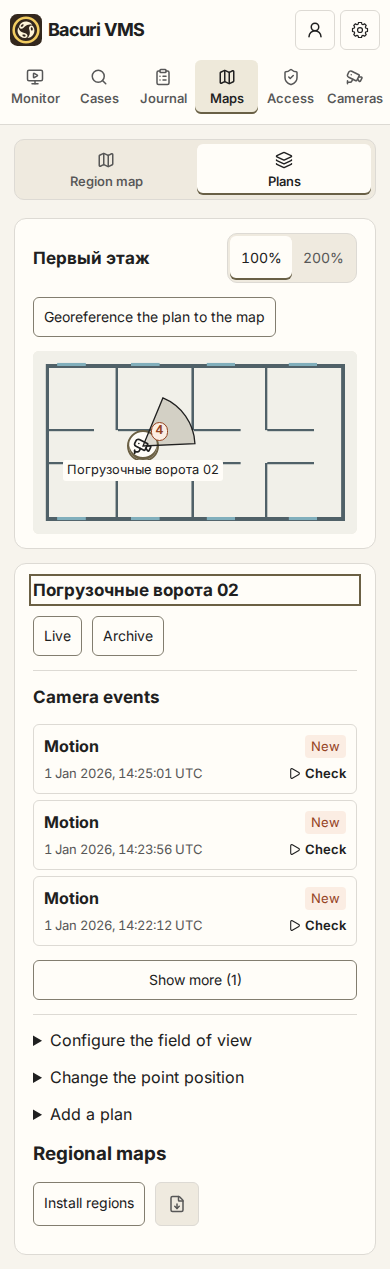 Bacuri VMS
Monitor Cases Journal Maps Access Cameras
Region map Plans
Первый этаж
100% 200%
Georeference the plan to the map
4
Погрузочные ворота 02
Погрузочные ворота 02
Live Archive
Camera events
Motion New
1 Jan 2026, 14:25:01 UTC Check
Motion New
1 Jan 2026, 14:23:56 UTC Check
Motion New
1 Jan 2026, 14:22:12 UTC Check
Show more (1)
Configure the field of view
Change the point position
Add a plan
Regional maps
Install regions